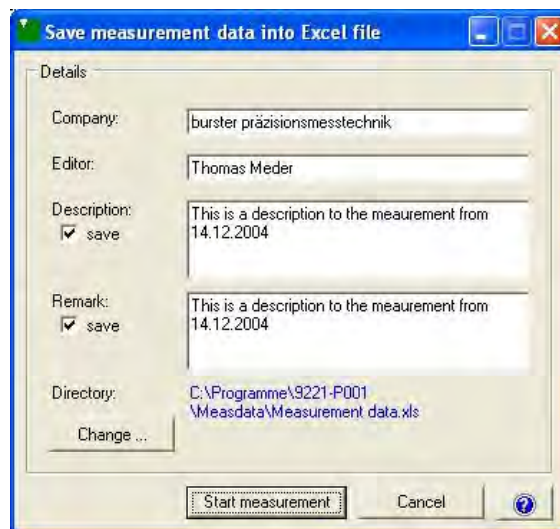 Save measurement data into Excel file
Details
Company:
burster präzisionsmesstechnik
Editor:
Thomas Meder
Description:
save
This is a description to the meaurement from
14.12.2004
Remark:
save
This is a description to the meaurement from
14.12.2004
Directory:
C:\Programme\9221-P001
\Measdata\Measurement data.xls
Change ...
Start measurement
Cancel
?